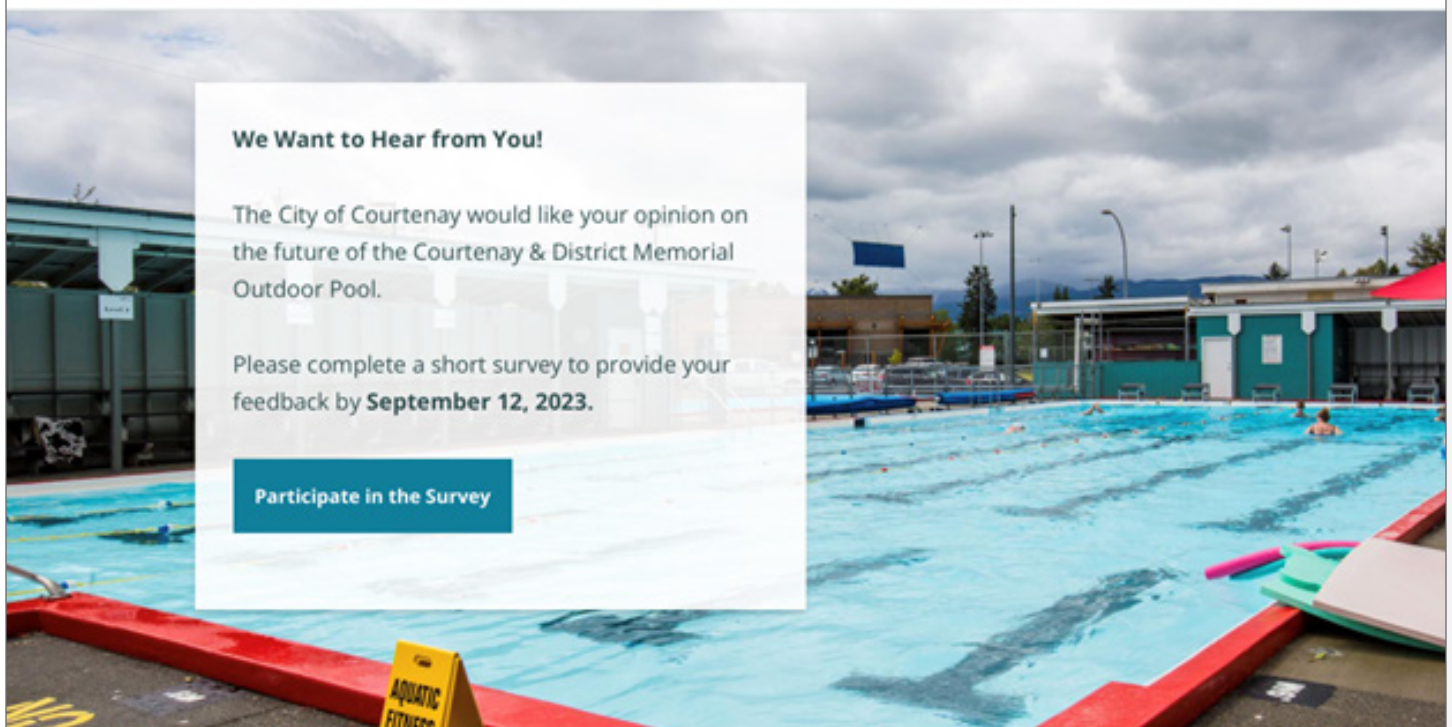 We Want to Hear from You!
The City of Courtenay would like your opinion on
the future of the Courtenay & District Memorial
Outdoor Pool.
Please complete a short survey to provide your
feedback by September 12, 2023.
Participate in the Survey
AQUATIC
FITNESS
NO